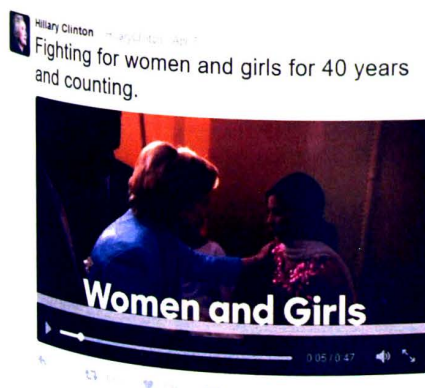 Hillary Clinton
Fighting for women and girls for 40 years
and counting.
Women and Girls
0:05 / 0:47